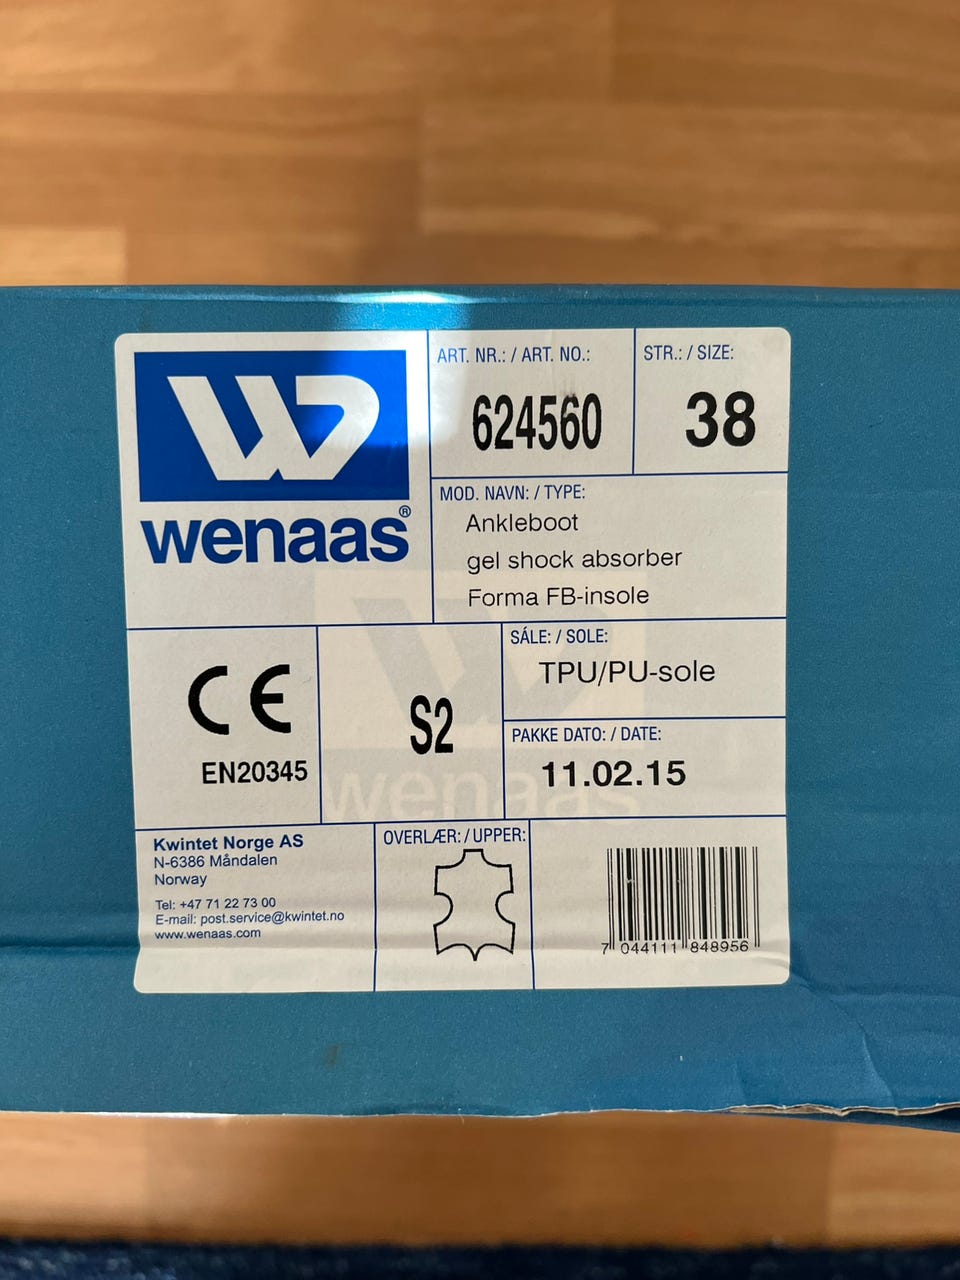 wenaas®
ART. NR.: / ART. NO.:
624560
STR.: / SIZE:
38
MOD. NAVN: / TYPE:
Ankleboot
gel shock absorber
Forma FB-insole
CE
EN20345
S2
SÁLE: / SOLE:
TPU/PU-sole
PAKKE DATO: / DATE:
11.02.15
wenaas
Kwintet Norge AS
N-6386 Måndalen
Norway
Tel: +47 71 22 73 00
E-mail: post.service@kwintet.no
www.wenaas.com
OVERLÆR: / UPPER:
7 044111 848956